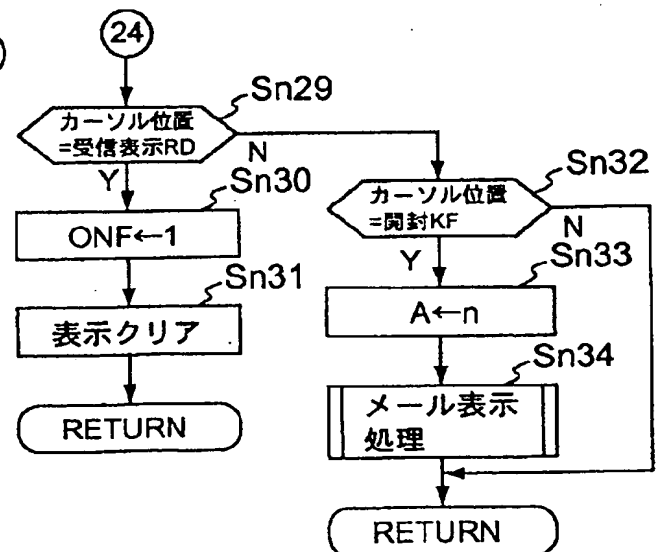 24
Sn29
カーソル位置
=受信表示RD
N
Y
Sn30
ONF←1
Sn31
表示クリア
RETURN
Sn32
カーソル位置
=開封KF
N
Y
Sn33
A←n
Sn34
メール表示
処理
RETURN